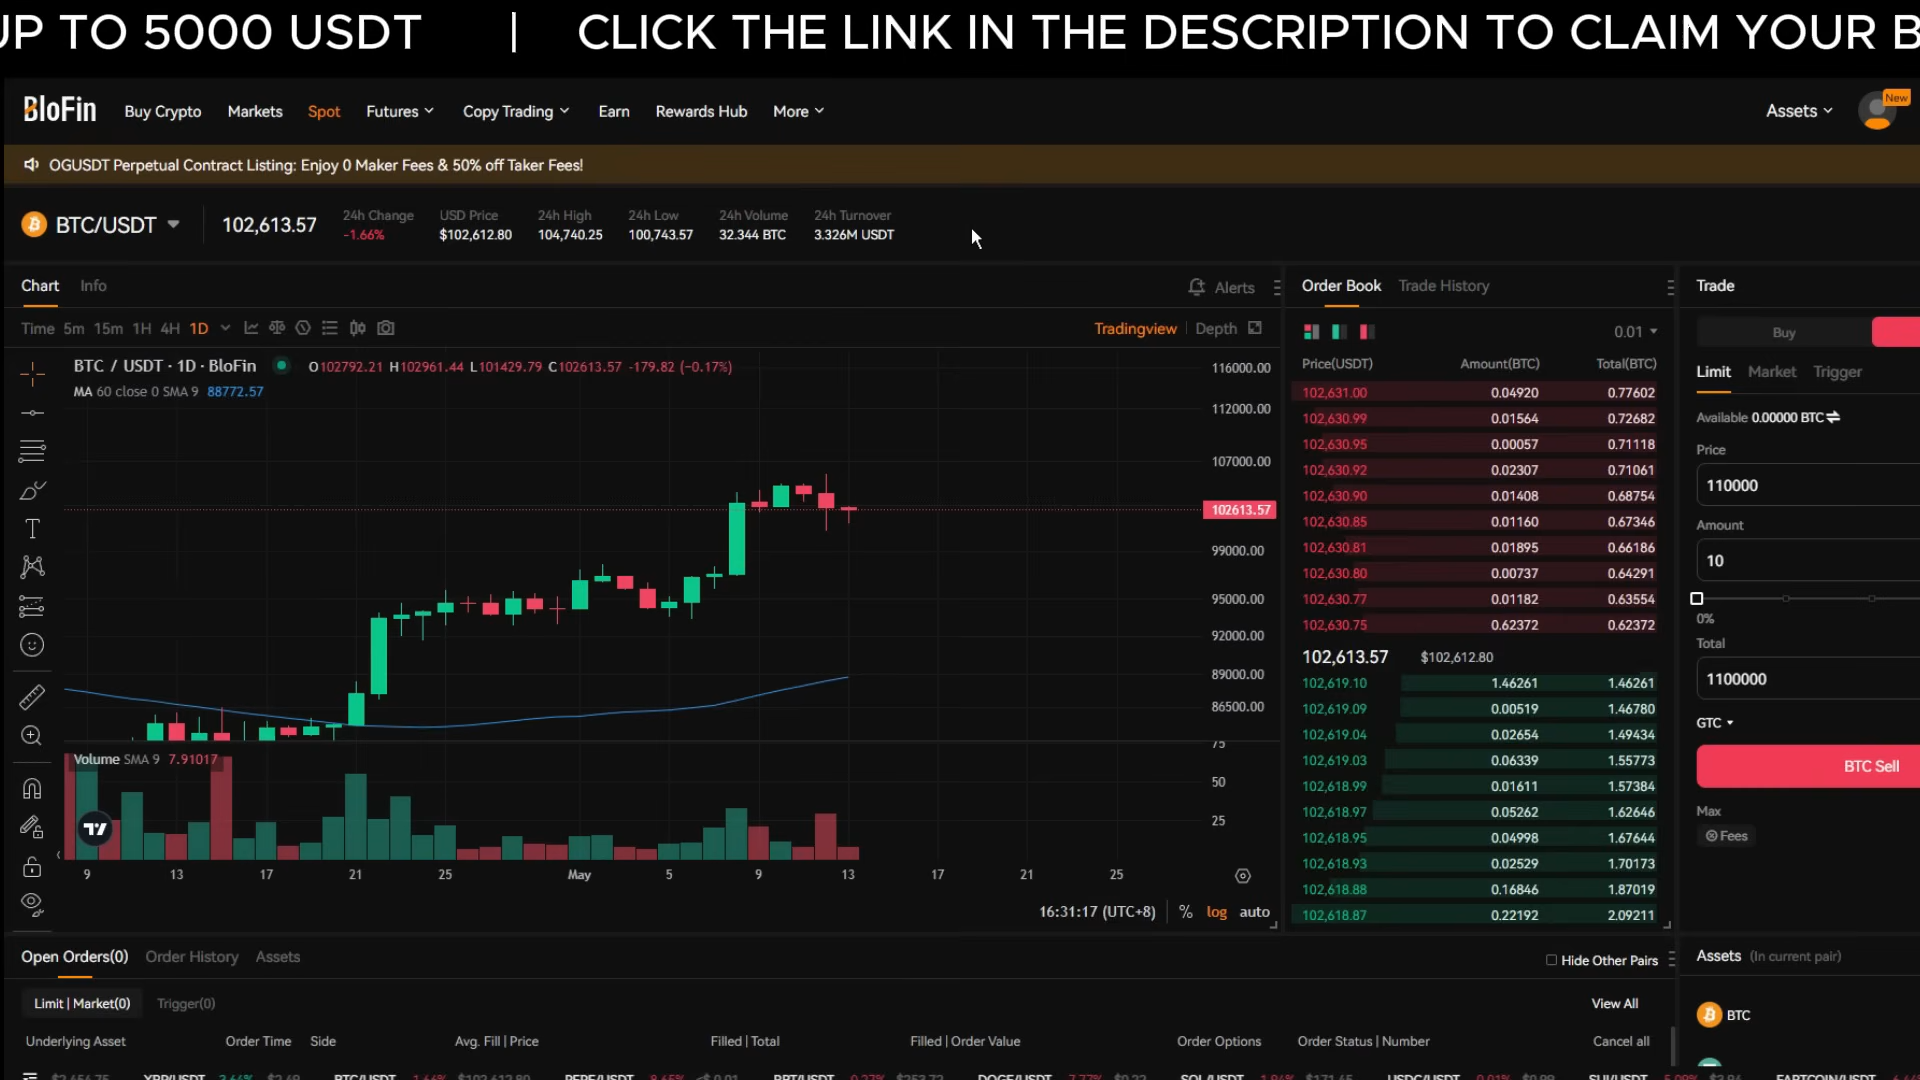 UP TO 5000 USDT | CLICK THE LINK IN THE DESCRIPTION TO CLAIM YOUR B
BloFin Buy Crypto Markets Spot Futures Copy Trading Earn Rewards Hub More Assets New
OGUSDT Perpetual Contract Listing: Enjoy 0 Maker Fees & 50% off Taker Fees!
24h Change USD Price 24h High 24h Low 24h Volume 24h Turnover
BTC/USDT 102,613.57
-1.66% $102,612.80 104,740.25 100,743.57 32.344 BTC 3.326M USDT
Chart Info Alerts
Time 5m 15m 1H 4H 1D Tradingview | Depth
BTC / USDT · 1D · BloFin O102792.21 H102961.44 L101429.79 C102613.57 -179.82 (−0.17%)
MA 60 close 0 SMA 9 88772.57
116000.00
112000.00
107000.00
102613.57
99000.00
95000.00
92000.00
89000.00
86500.00
Volume SMA 9 7.91017
75
50
25
9 13 17 21 25 May 5 9 13 17 21 25
16:31:17 (UTC+8) % log auto
Order Book Trade History
0.01
Price(USDT) Amount(BTC) Total(BTC)
102,631.00 0.04920 0.77602
102,630.99 0.01564 0.72682
102,630.95 0.00057 0.71118
102,630.92 0.02307 0.71061
102,630.90 0.01408 0.68754
102,630.85 0.01160 0.67346
102,630.81 0.01895 0.66186
102,630.80 0.00737 0.64291
102,630.77 0.01182 0.63554
102,630.75 0.62372 0.62372
102,613.57 $102,612.80
102,619.10 1.46261 1.46261
102,619.09 0.00519 1.46780
102,619.04 0.02654 1.49434
102,619.03 0.06339 1.55773
102,618.99 0.01611 1.57384
102,618.97 0.05262 1.62646
102,618.95 0.04998 1.67644
102,618.93 0.02529 1.70173
102,618.88 0.16846 1.87019
102,618.87 0.22192 2.09211
Trade
Buy
Limit Market Trigger
Available 0.00000 BTC
Price
110000
Amount
10
0%
Total
1100000
GTC
BTC Sell
Max
Fees
Open Orders(0) Order History Assets Hide Other Pairs
Limit | Market(0) Trigger(0) View All
Underlying Asset Order Time Side Avg. Fill | Price Filled | Total Filled | Order Value Order Options Order Status | Number Cancel all
Assets (In current pair)
BTC